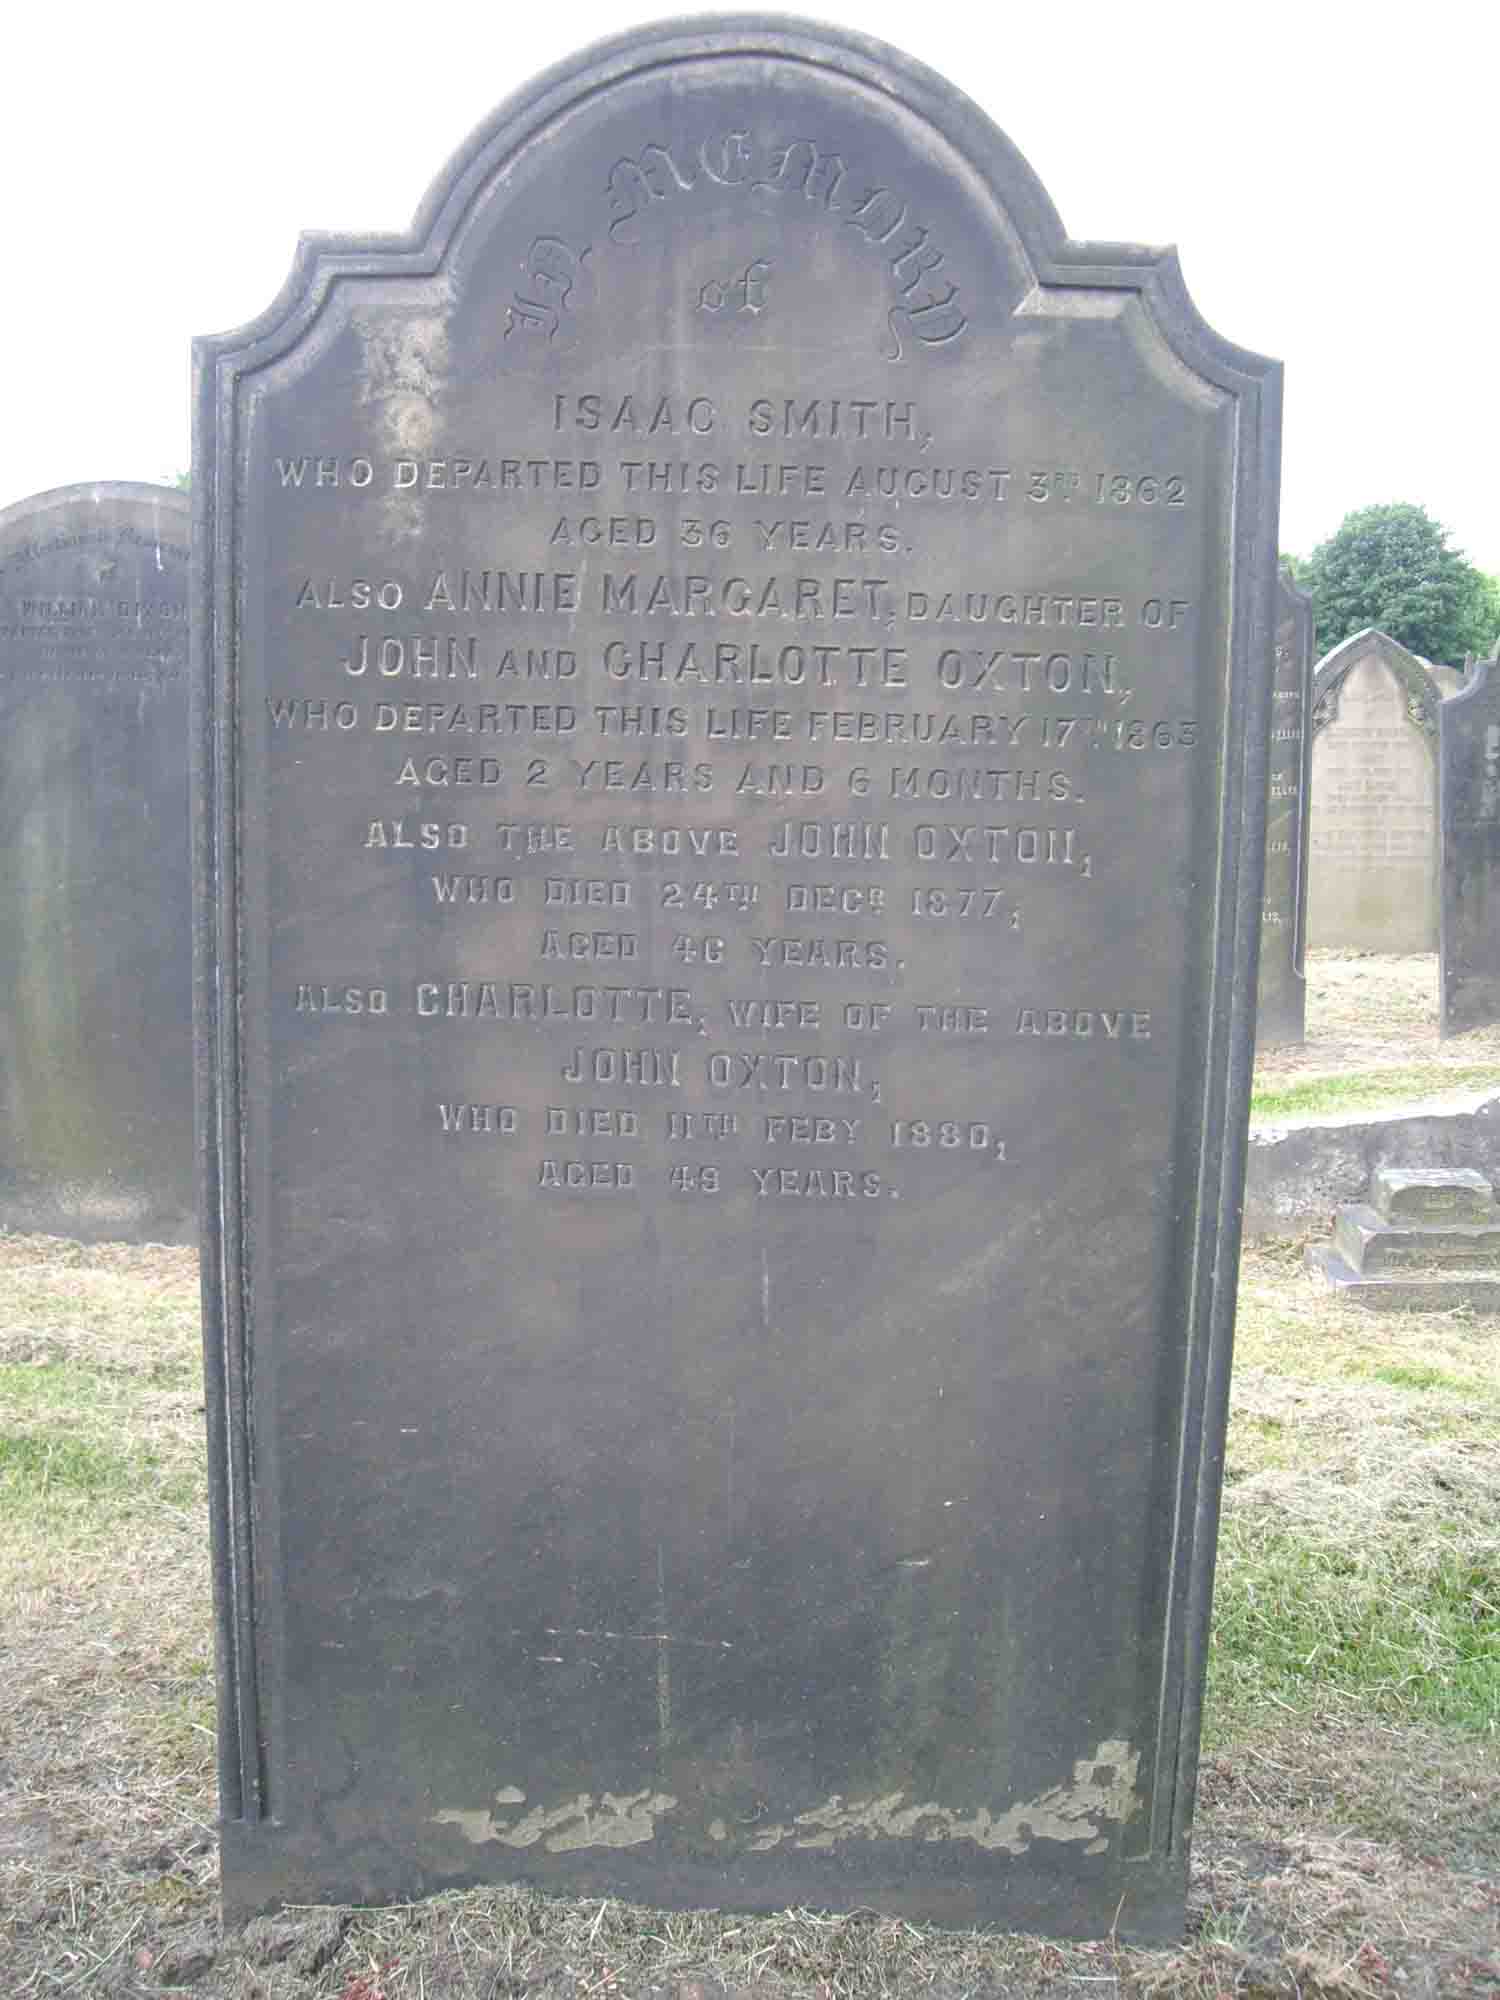 IN MEMORY
of
ISAAC SMITH,
WHO DEPARTED THIS LIFE AUGUST 3RD 1862
AGED 36 YEARS.
ALSO ANNIE MARGARET, DAUGHTER OF
JOHN AND CHARLOTTE OXTON,
WHO DEPARTED THIS LIFE FEBRUARY 17TH 1863
AGED 2 YEARS AND 6 MONTHS.
ALSO THE ABOVE JOHN OXTON,
WHO DIED 24TH DECR 1877,
AGED 46 YEARS.
ALSO CHARLOTTE, WIFE OF THE ABOVE
JOHN OXTON,
WHO DIED 11TH FEBY 1880,
AGED 49 YEARS.
WILLIAM DIXON